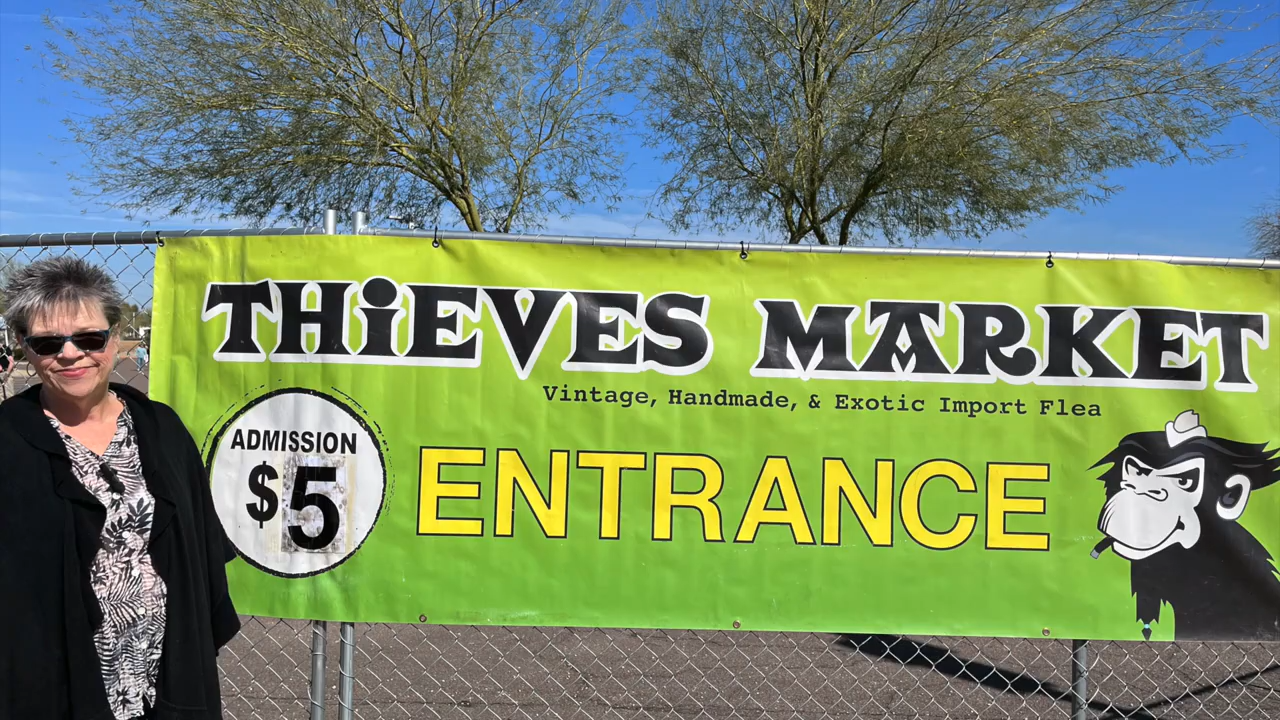 THiEVES MARKET
Vintage, Handmade, & Exotic Import Flea
ADMISSION
$5
ENTRANCE